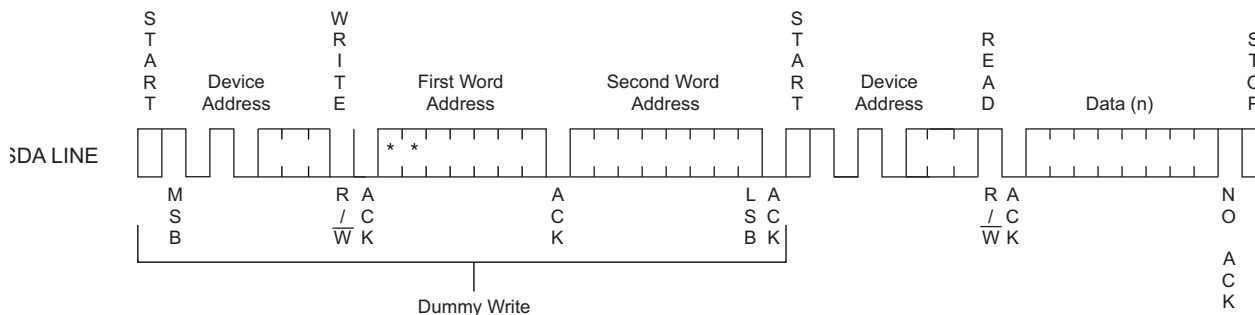 START
WRITE
START
READ
STOP
Device
Address
First Word
Address
Second Word
Address
Device
Address
Data (n)
SDA LINE
* *
MSB
R/W
ACK
ACK
LSB
ACK
R/W
ACK
NO ACK
Dummy Write